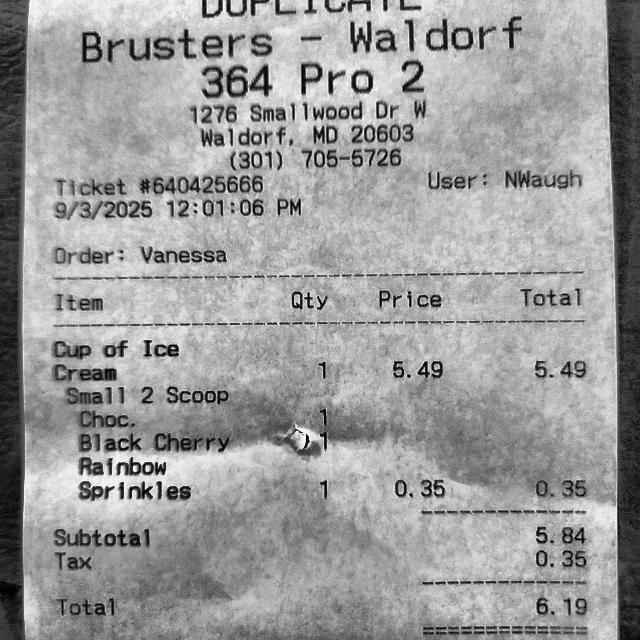 DUPLICATE
Brusters - Waldorf
364 Pro 2
1276 Smallwood Dr W
Waldorf, MD 20603
(301) 705-5726
Ticket #640425666 User: NWaugh
9/3/2025 12:01:06 PM
Order: Vanessa
Item Qty Price Total
Cup of Ice
Cream 1 5.49 5.49
Small 2 Scoop
Choc. 1
Black Cherry 1
Rainbow
Sprinkles 1 0.35 0.35
Subtotal 5.84
Tax 0.35
Total 6.19